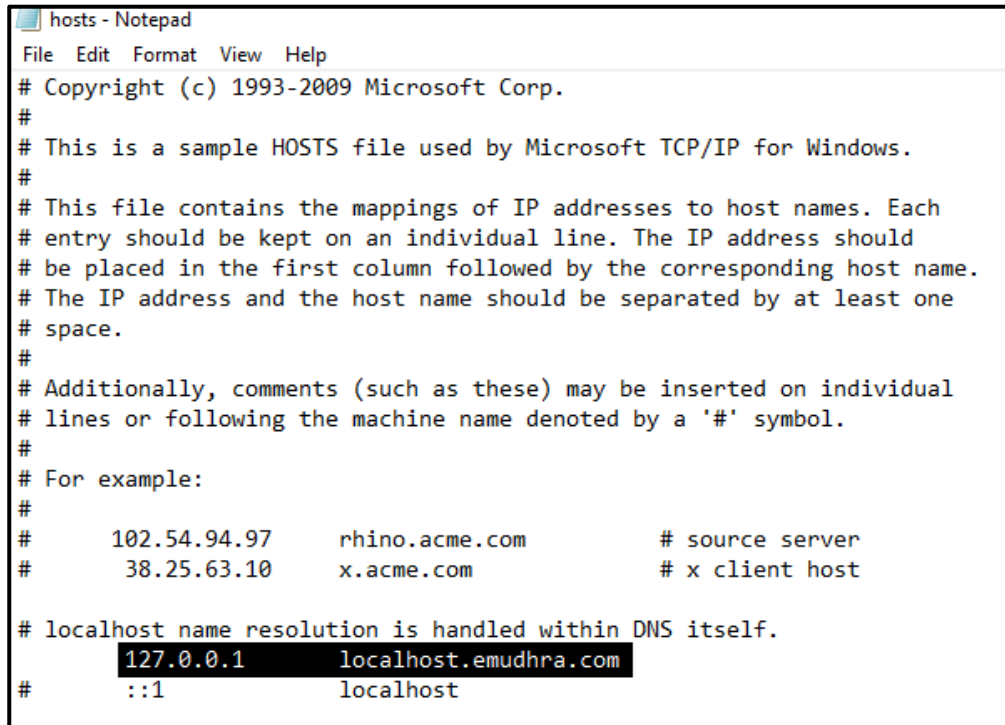 hosts - Notepad
File Edit Format View Help
# Copyright (c) 1993-2009 Microsoft Corp.
#
# This is a sample HOSTS file used by Microsoft TCP/IP for Windows.
#
# This file contains the mappings of IP addresses to host names. Each
# entry should be kept on an individual line. The IP address should
# be placed in the first column followed by the corresponding host name.
# The IP address and the host name should be separated by at least one
# space.
#
# Additionally, comments (such as these) may be inserted on individual
# lines or following the machine name denoted by a '#' symbol.
#
# For example:
#
#      102.54.94.97     rhino.acme.com          # source server
#       38.25.63.10     x.acme.com              # x client host

# localhost name resolution is handled within DNS itself.
        127.0.0.1       localhost.emudhra.com
#       ::1             localhost